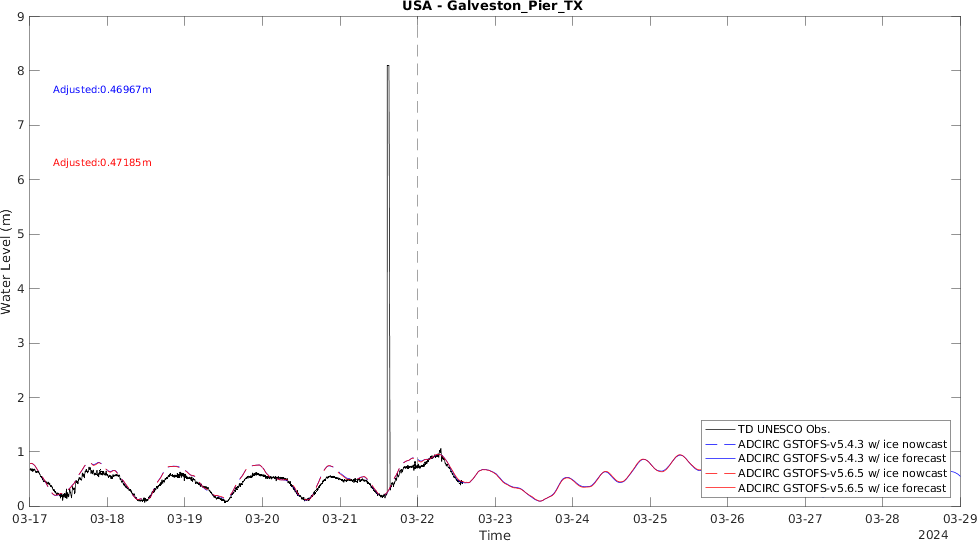 USA - Galveston_Pier_TX
9
8
7
6
5
4
3
2
1
0
Water Level (m)
Adjusted:0.46967m
Adjusted:0.47185m
TD UNESCO Obs.
ADCIRC GSTOFS-v5.4.3 w/ ice nowcast
ADCIRC GSTOFS-v5.4.3 w/ ice forecast
ADCIRC GSTOFS-v5.6.5 w/ ice nowcast
ADCIRC GSTOFS-v5.6.5 w/ ice forecast
03-17 03-18 03-19 03-20 03-21 03-22 03-23 03-24 03-25 03-26 03-27 03-28 03-29
Time
2024